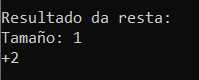 Resultado da resta:
Tamaño: 1
+2